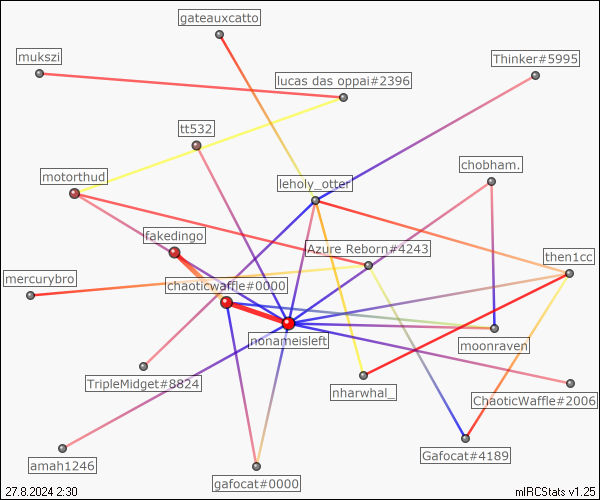 gateauxcatto
mukszi
Thinker#5995
lucas das oppai#2396
tt532
chobham.
motorthud
leholy_otter
fakedingo
Azure Reborn#4243
then1cc
mercurybro
chaoticwaffle#0000
nonameisleft
moonraven
TripleMidget#8824
nharwhal_
ChaoticWaffle#2006
Gafocat#4189
amah1246
gafocat#0000
27.8.2024 2:30
mIRCStats v1.25